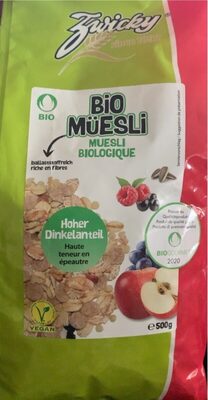 Zwicky
BIO
BIO
MÜESLI
MUESLI
BIOLOGIQUE
ballaststoffreich
riche en fibres
Hoher
Dinkelanteil
Haute
teneur en
épeautre
BIO
2020
VEGAN
e 500g